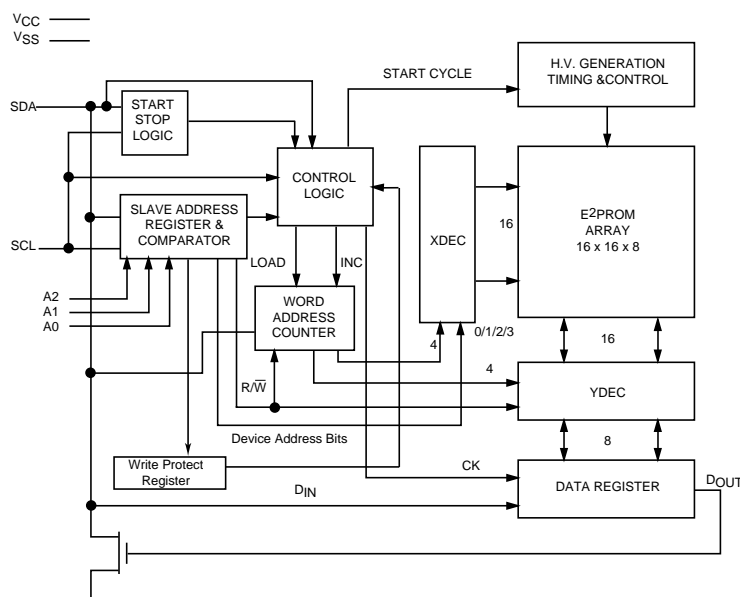 VCC
VSS
H.V. GENERATION
TIMING &CONTROL
START CYCLE
SDA
START
STOP
LOGIC
CONTROL
LOGIC
SLAVE ADDRESS
REGISTER &
COMPARATOR
SCL
XDEC
16
E2PROM
ARRAY
16 x 16 x 8
LOAD
INC
A2
A1
A0
WORD
ADDRESS
COUNTER
0/1/2/3
4
16
4
R/W̅
YDEC
Device Address Bits
8
Write Protect
Register
CK
DIN
DATA REGISTER
DOUT